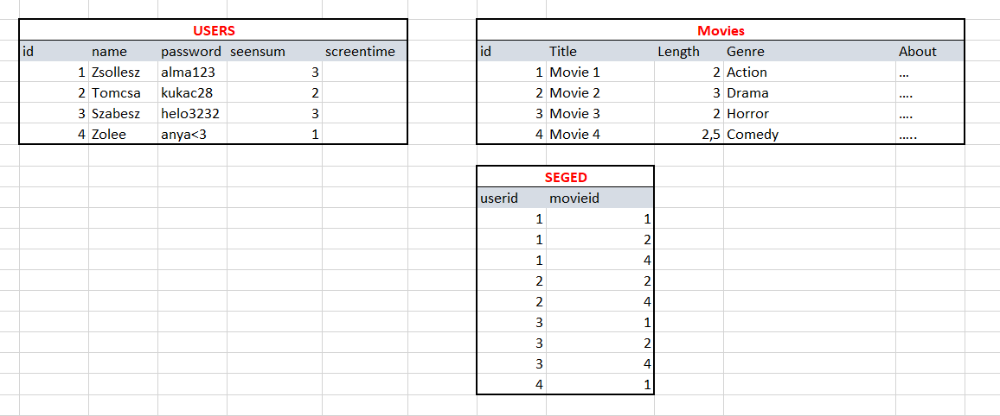 USERS
id name password seensum screentime
1 Zsollesz alma123 3
2 Tomcsa kukac28 2
3 Szabesz helo3232 3
4 Zolee anya<3 1
Movies
id Title Length Genre About
1 Movie 1 2 Action ...
2 Movie 2 3 Drama ....
3 Movie 3 2 Horror ....
4 Movie 4 2,5 Comedy .....
SEGED
userid movieid
1 1
1 2
1 4
2 2
2 4
3 1
3 2
3 4
4 1